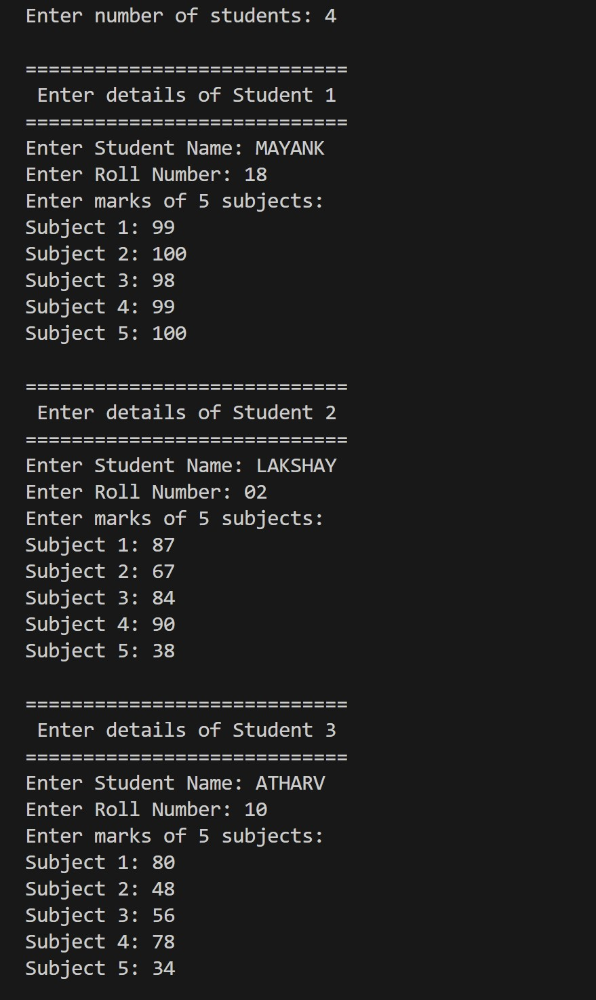 Enter number of students: 4
============================
 Enter details of Student 1
============================
Enter Student Name: MAYANK
Enter Roll Number: 18
Enter marks of 5 subjects:
Subject 1: 99
Subject 2: 100
Subject 3: 98
Subject 4: 99
Subject 5: 100
============================
 Enter details of Student 2
============================
Enter Student Name: LAKSHAY
Enter Roll Number: 02
Enter marks of 5 subjects:
Subject 1: 87
Subject 2: 67
Subject 3: 84
Subject 4: 90
Subject 5: 38
============================
 Enter details of Student 3
============================
Enter Student Name: ATHARV
Enter Roll Number: 10
Enter marks of 5 subjects:
Subject 1: 80
Subject 2: 48
Subject 3: 56
Subject 4: 78
Subject 5: 34